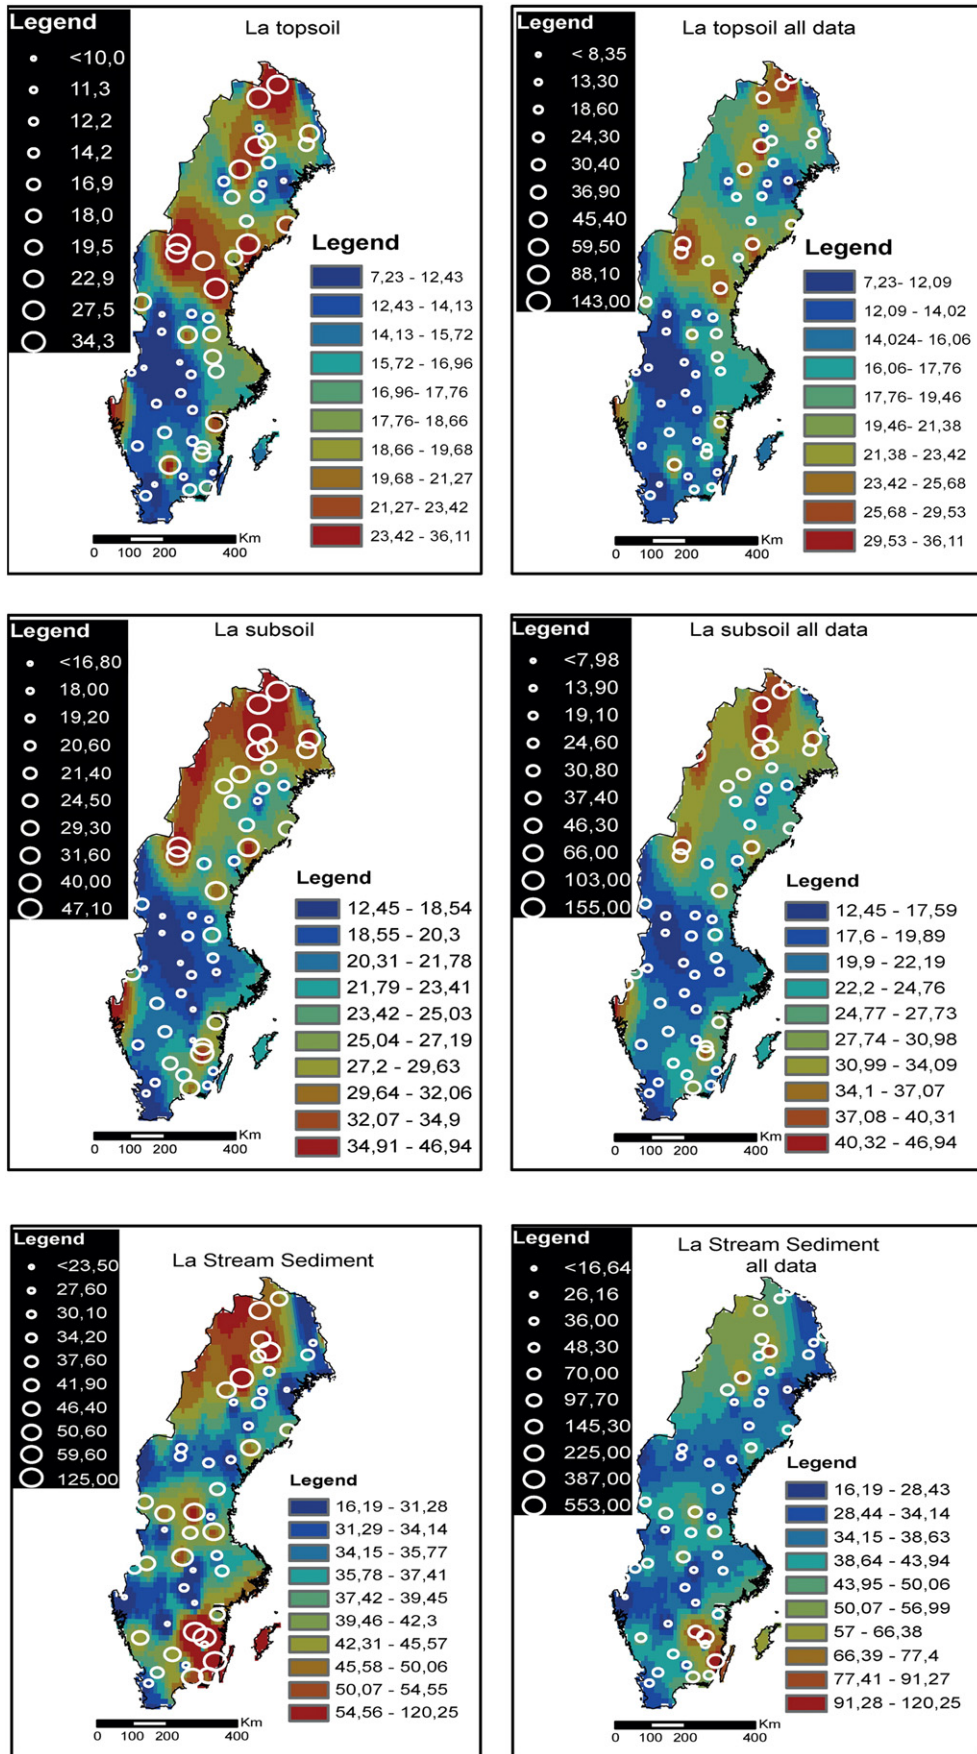 La topsoil
Legend
<10,0
11,3
12,2
14,2
16,9
18,0
19,5
22,9
27,5
34,3
Legend
7,23 - 12,43
12,43 - 14,13
14,13 - 15,72
15,72 - 16,96
16,96- 17,76
17,76- 18,66
18,66 - 19,68
19,68 - 21,27
21,27- 23,42
23,42 - 36,11
Km
0 100 200 400
La topsoil all data
Legend
< 8,35
13,30
18,60
24,30
30,40
36,90
45,40
59,50
88,10
143,00
Legend
7,23- 12,09
12,09 - 14,02
14,024- 16,06
16,06- 17,76
17,76- 19,46
19,46- 21,38
21,38 - 23,42
23,42 - 25,68
25,68 - 29,53
29,53 - 36,11
Km
0 100 200 400
La subsoil
Legend
<16,80
18,00
19,20
20,60
21,40
24,50
29,30
31,60
40,00
47,10
Legend
12,45 - 18,54
18,55 - 20,3
20,31 - 21,78
21,79 - 23,41
23,42 - 25,03
25,04 - 27,19
27,2 - 29,63
29,64 - 32,06
32,07 - 34,9
34,91 - 46,94
Km
0 100 200 400
La subsoil all data
Legend
<7,98
13,90
19,10
24,60
30,80
37,40
46,30
66,00
103,00
155,00
Legend
12,45 - 17,59
17,6 - 19,89
19,9 - 22,19
22,2 - 24,76
24,77 - 27,73
27,74 - 30,98
30,99 - 34,09
34,1 - 37,07
37,08 - 40,31
40,32 - 46,94
Km
0 100 200 400
La Stream Sediment
Legend
<23,50
27,60
30,10
34,20
37,60
41,90
46,40
50,60
59,60
125,00
Legend
16,19 - 31,28
31,29 - 34,14
34,15 - 35,77
35,78 - 37,41
37,42 - 39,45
39,46 - 42,3
42,31 - 45,57
45,58 - 50,06
50,07 - 54,55
54,56 - 120,25
Km
0 100 200 400
La Stream Sediment
all data
Legend
<16,64
26,16
36,00
48,30
70,00
97,70
145,30
225,00
387,00
553,00
Legend
16,19 - 28,43
28,44 - 34,14
34,15 - 38,63
38,64 - 43,94
43,95 - 50,06
50,07 - 56,99
57 - 66,38
66,39 - 77,4
77,41 - 91,27
91,28 - 120,25
Km
0 100 200 400